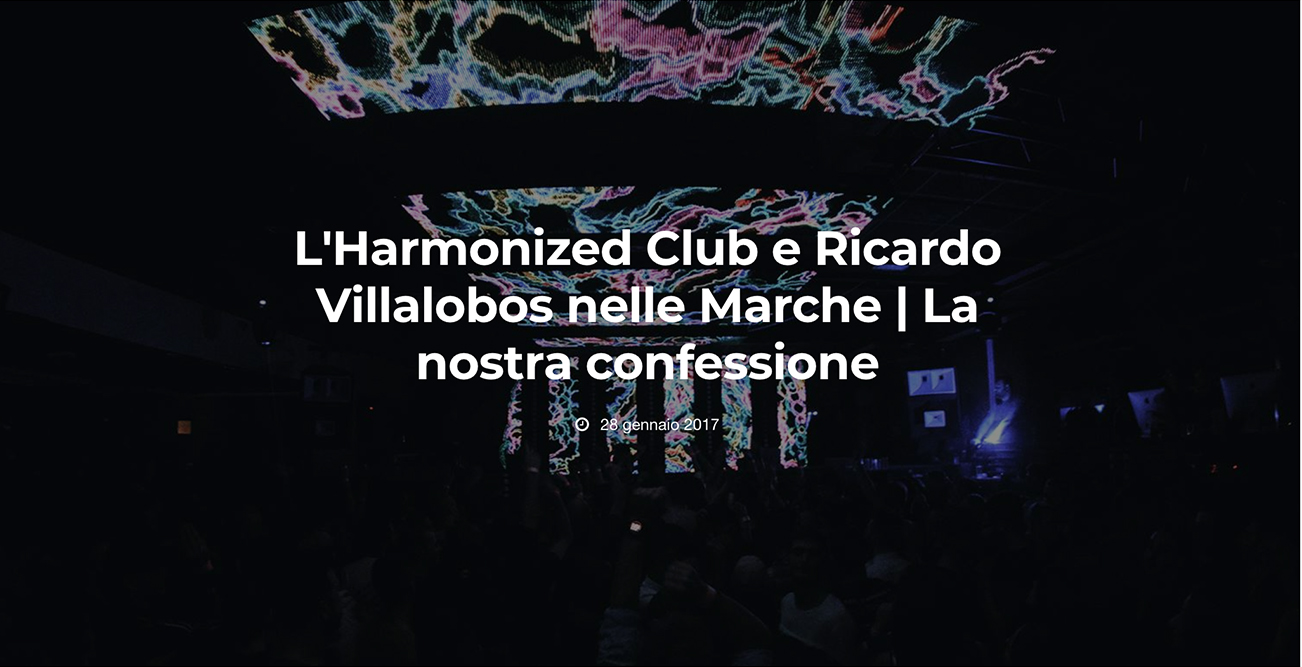 L'Harmonized Club e Ricardo
Villalobos nelle Marche | La
nostra confessione
28 gennaio 2017